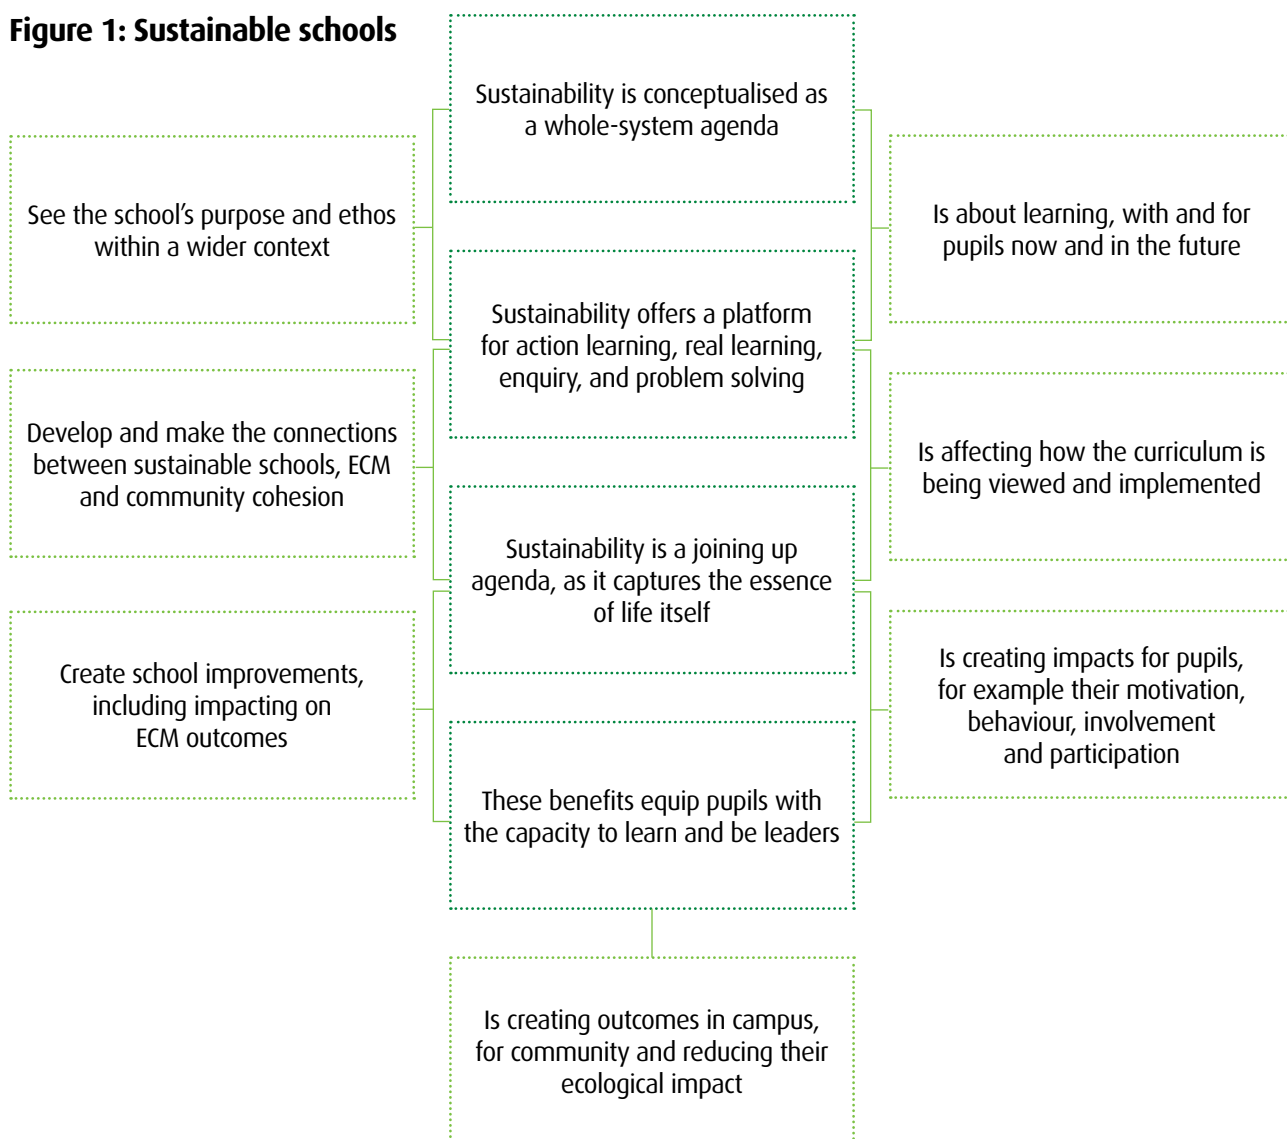 Figure 1: Sustainable schools
Sustainability is conceptualised as
a whole-system agenda
See the school’s purpose and ethos
within a wider context
Is about learning, with and for
pupils now and in the future
Sustainability offers a platform
for action learning, real learning,
enquiry, and problem solving
Develop and make the connections
between sustainable schools, ECM
and community cohesion
Is affecting how the curriculum is
being viewed and implemented
Sustainability is a joining up
agenda, as it captures the essence
of life itself
Create school improvements,
including impacting on
ECM outcomes
Is creating impacts for pupils,
for example their motivation,
behaviour, involvement
and participation
These benefits equip pupils with
the capacity to learn and be leaders
Is creating outcomes in campus,
for community and reducing their
ecological impact